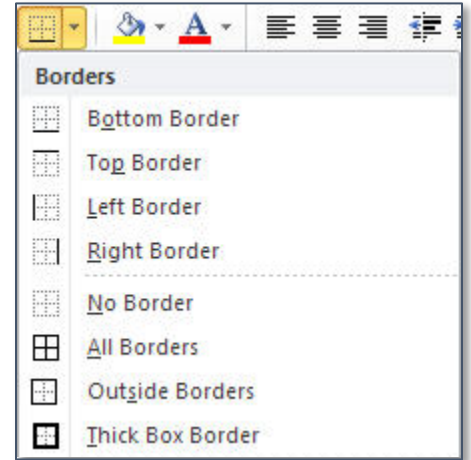 A
Borders
Bottom Border
Top Border
Left Border
Right Border
No Border
All Borders
Outside Borders
Thick Box Border